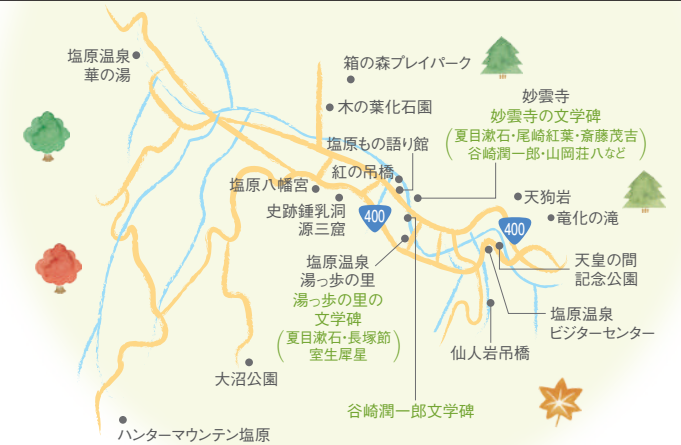 塩原温泉
華の湯
箱の森プレイパーク
木の葉化石園
妙雲寺
妙雲寺の文学碑
(夏目漱石・尾崎紅葉・斎藤茂吉
谷崎潤一郎・山岡荘八など)
塩原もの語り館
紅の吊橋
塩原八幡宮
史跡鍾乳洞
源三窟
400
天狗岩
竜化の滝
400
塩原温泉
湯っ歩の里
湯っ歩の里の
文学碑
(夏目漱石・長塚節
室生犀星)
天皇の間
記念公園
塩原温泉
ビジターセンター
仙人岩吊橋
大沼公園
谷崎潤一郎文学碑
ハンターマウンテン塩原